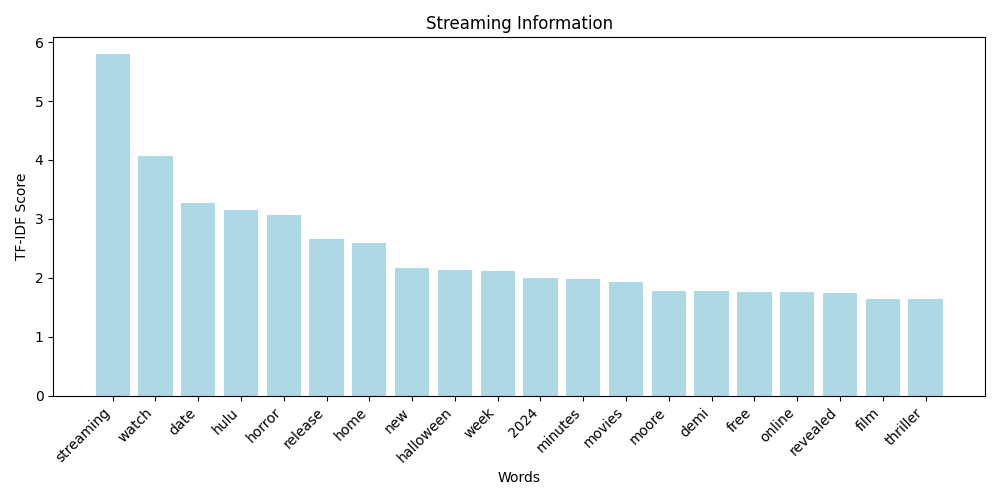 Streaming Information
TF-IDF Score
6
5
4
3
2
1
0
streaming
watch
date
hulu
horror
release
home
new
halloween
week
2024
minutes
movies
moore
demi
free
online
revealed
film
thriller
Words